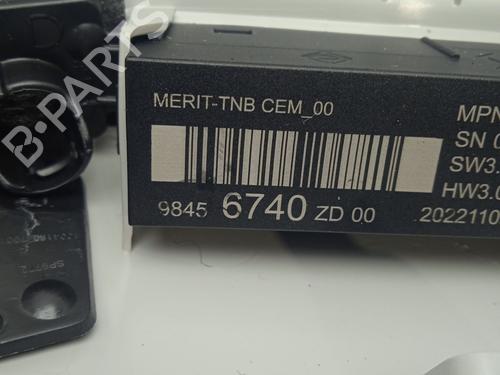 B-PARTS
MERIT-TNB CEM_00
MPN
SN 0
SW3.
HW3.0
9845 6740 ZD 00
2022110